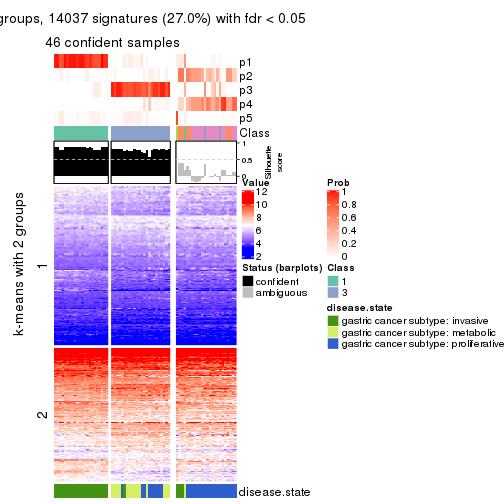 groups, 14037 signatures (27.0%) with fdr < 0.05
46 confident samples
p1
p2
p3
p4
p5
Class
1
0.5
0
Silhouette
score
k-means with 2 groups
1
2
disease.state
Value
12
10
8
6
4
2
Prob
1
0.8
0.6
0.4
0.2
0
Status (barplots)
confident
ambiguous
Class
1
3
disease.state
gastric cancer subtype: invasive
gastric cancer subtype: metabolic
gastric cancer subtype: proliferative